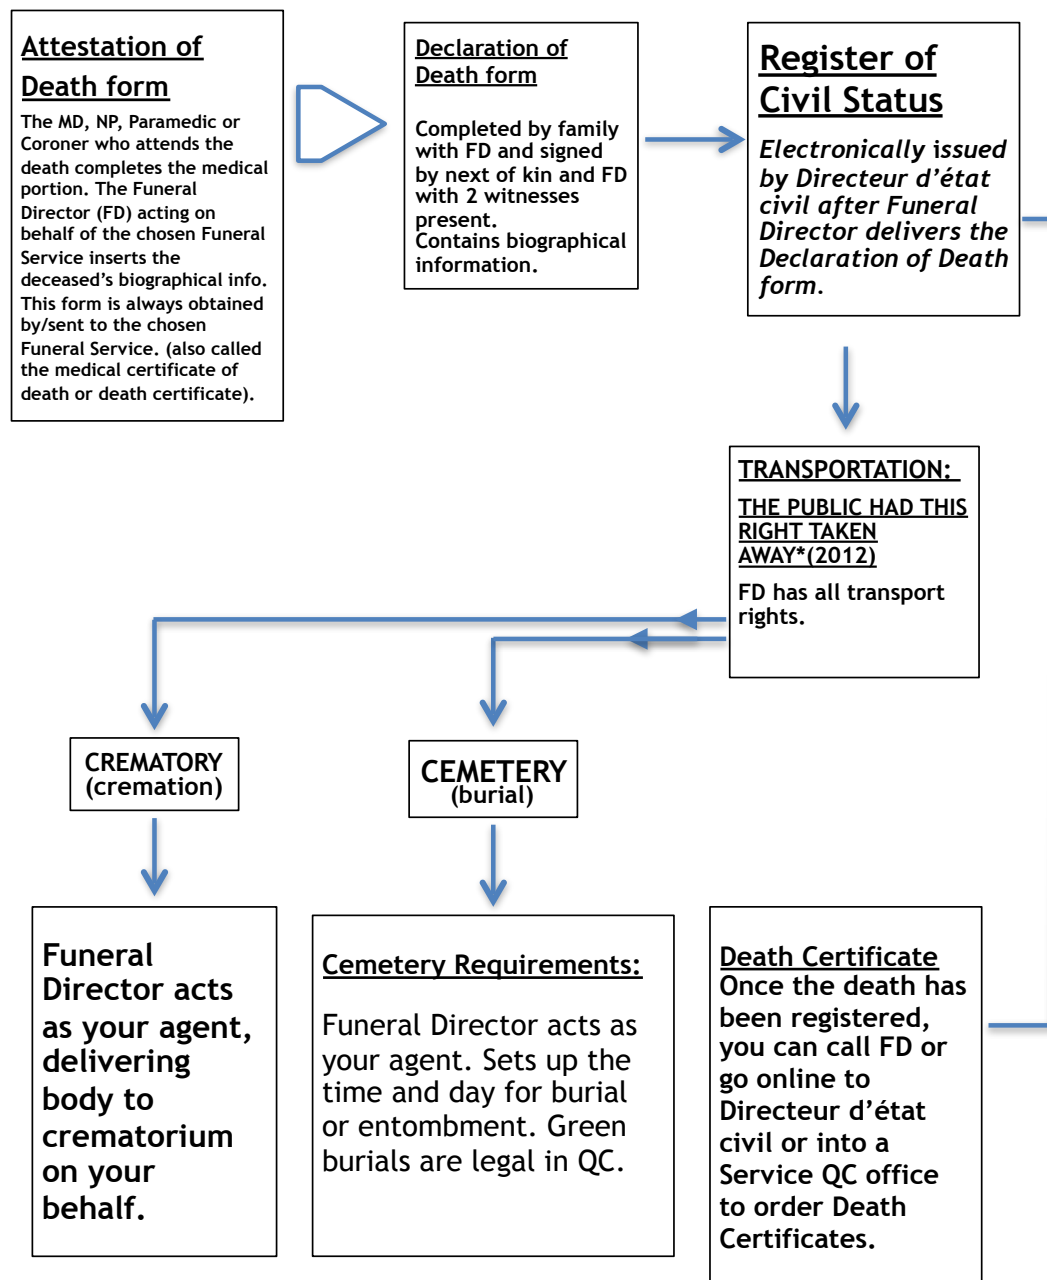 Attestation of
Death form
The MD, NP, Paramedic or
Coroner who attends the
death completes the medical
portion. The Funeral
Director (FD) acting on
behalf of the chosen Funeral
Service inserts the
deceased’s biographical info.
This form is always obtained
by/sent to the chosen
Funeral Service. (also called
the medical certificate of
death or death certificate).
Declaration of
Death form
Completed by family
with FD and signed
by next of kin and FD
with 2 witnesses
present.
Contains biographical
information.
Register of
Civil Status
Electronically issued
by Directeur d’état
civil after Funeral
Director delivers the
Declaration of Death
form.
TRANSPORTATION:
THE PUBLIC HAD THIS
RIGHT TAKEN
AWAY*(2012)
FD has all transport
rights.
CREMATORY
(cremation)
CEMETERY
(burial)
Funeral
Director acts
as your agent,
delivering
body to
crematorium
on your
behalf.
Cemetery Requirements:
Funeral Director acts as
your agent. Sets up the
time and day for burial
or entombment. Green
burials are legal in QC.
Death Certificate
Once the death has
been registered,
you can call FD or
go online to
Directeur d’état
civil or into a
Service QC office
to order Death
Certificates.